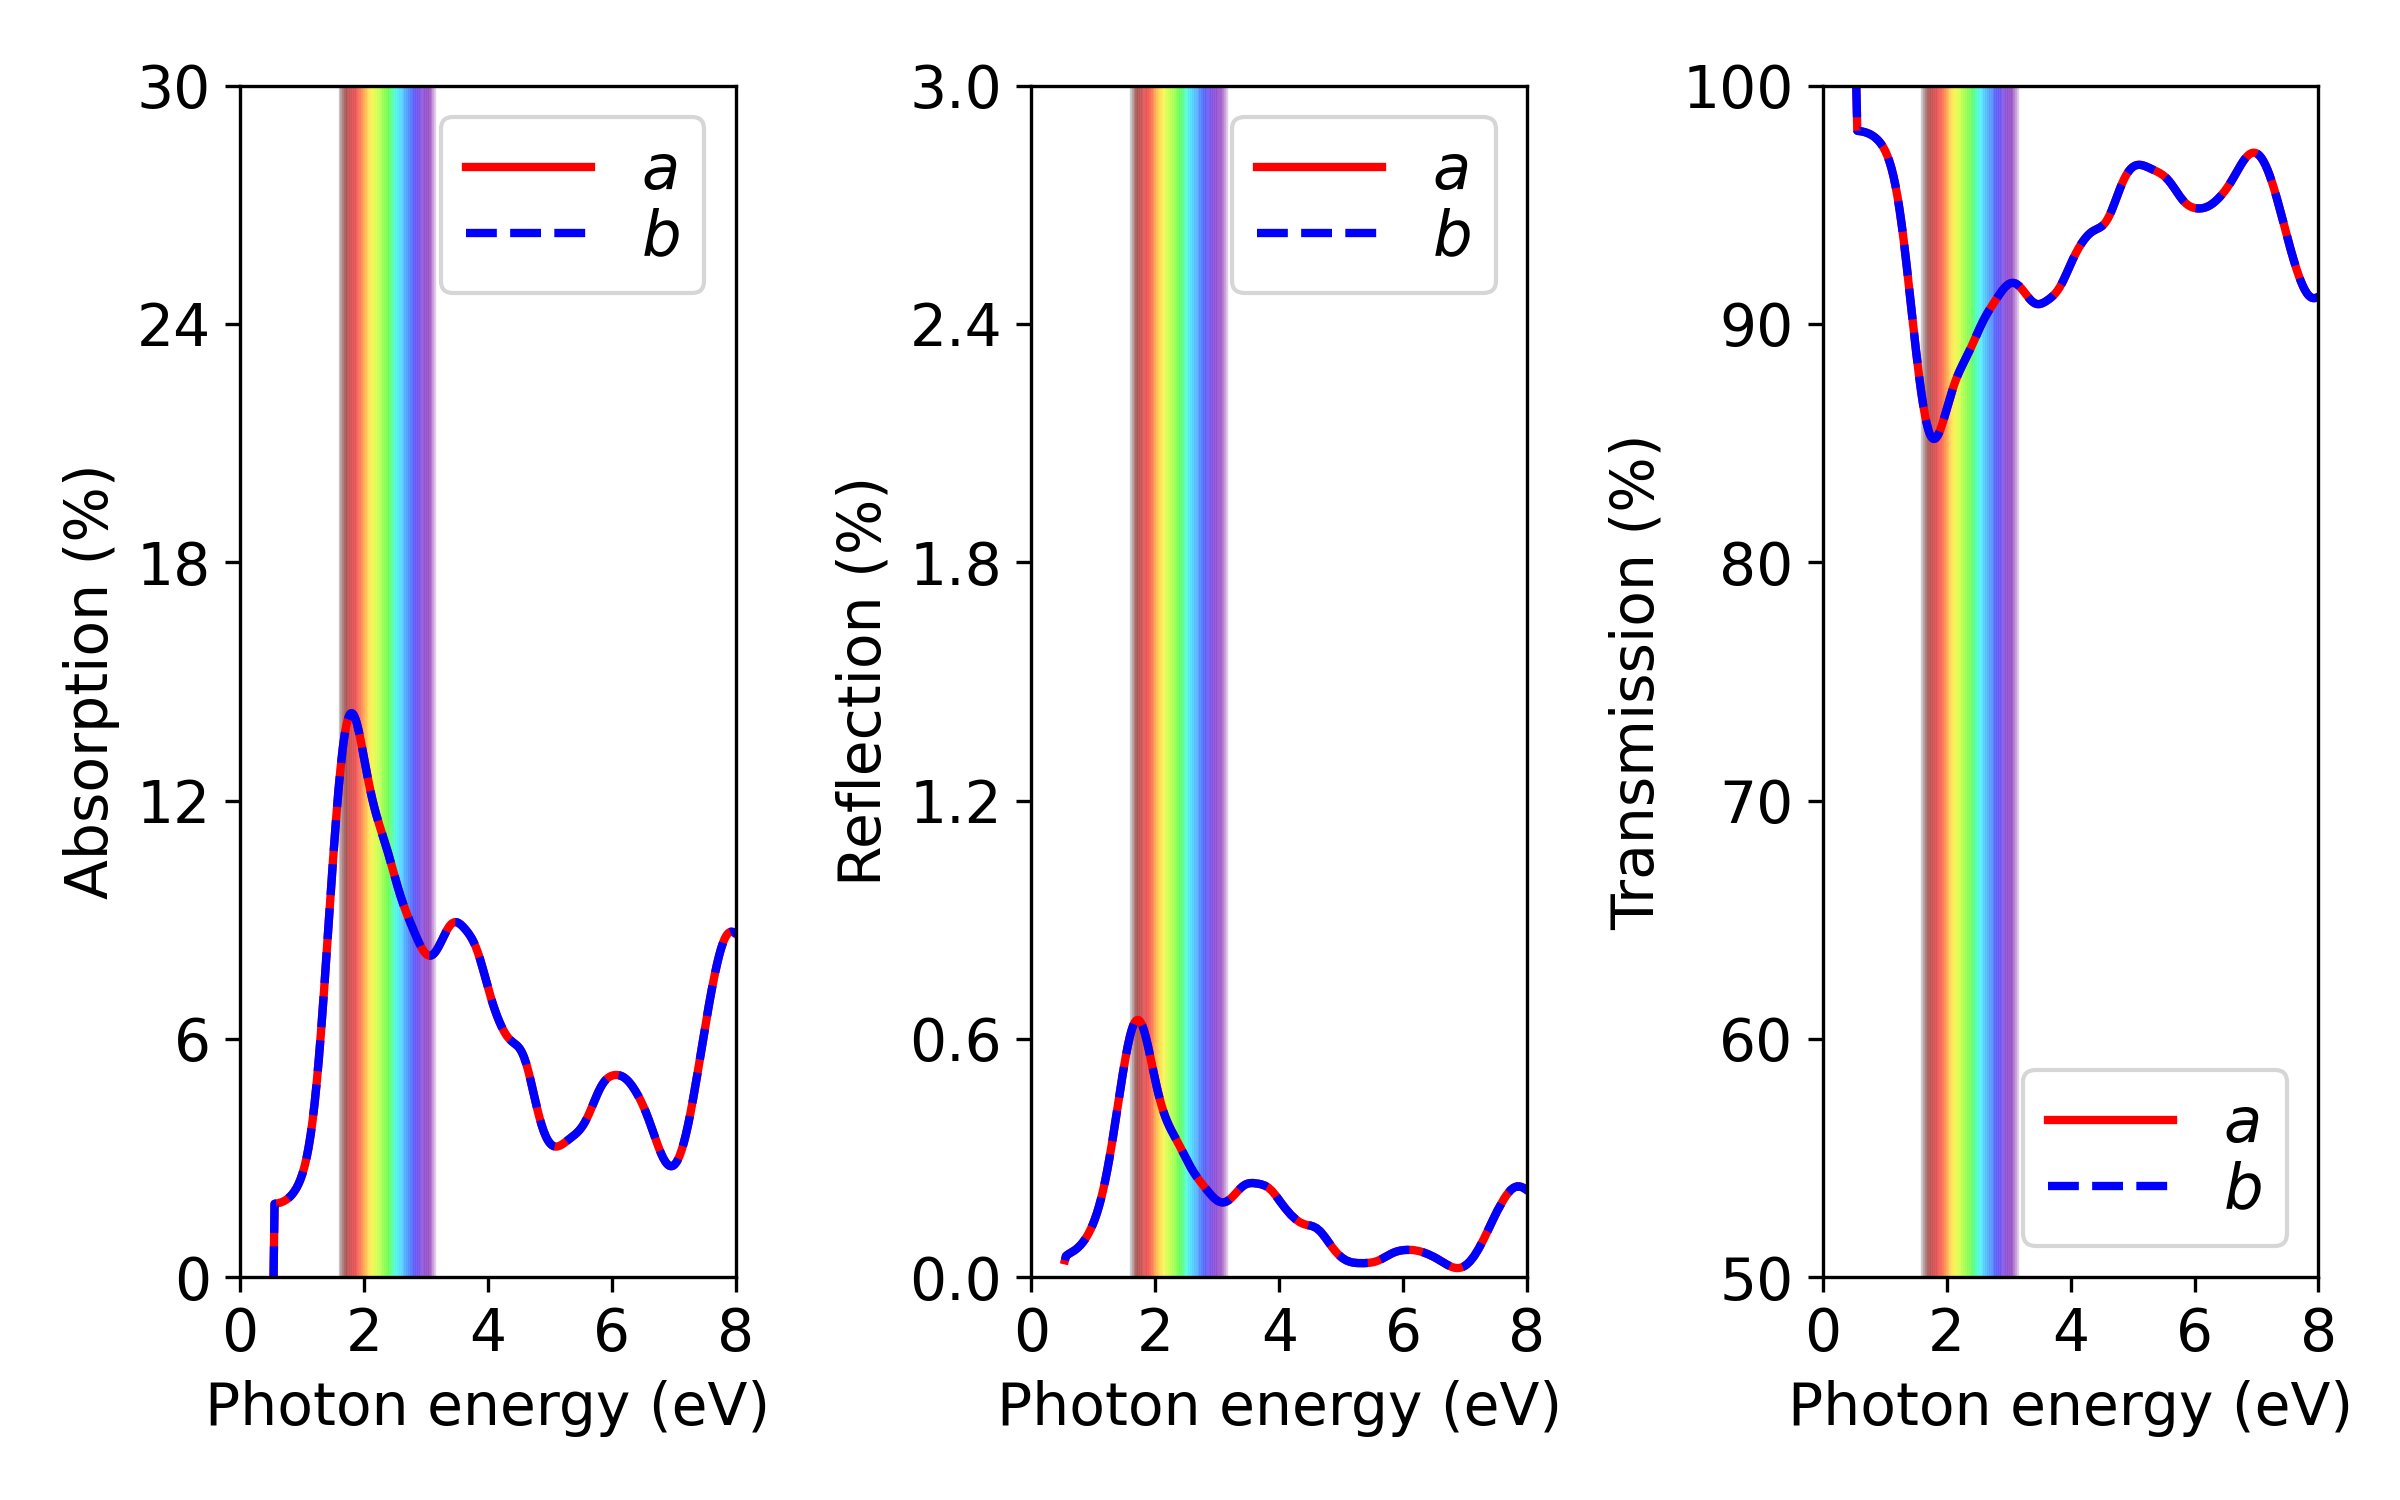 Absorption (%)
30
24
18
12
6
0
0 2 4 6 8
Photon energy (eV)
a
b
Reflection (%)
3.0
2.4
1.8
1.2
0.6
0.0
0 2 4 6 8
Photon energy (eV)
a
b
Transmission (%)
100
90
80
70
60
50
0 2 4 6 8
Photon energy (eV)
a
b